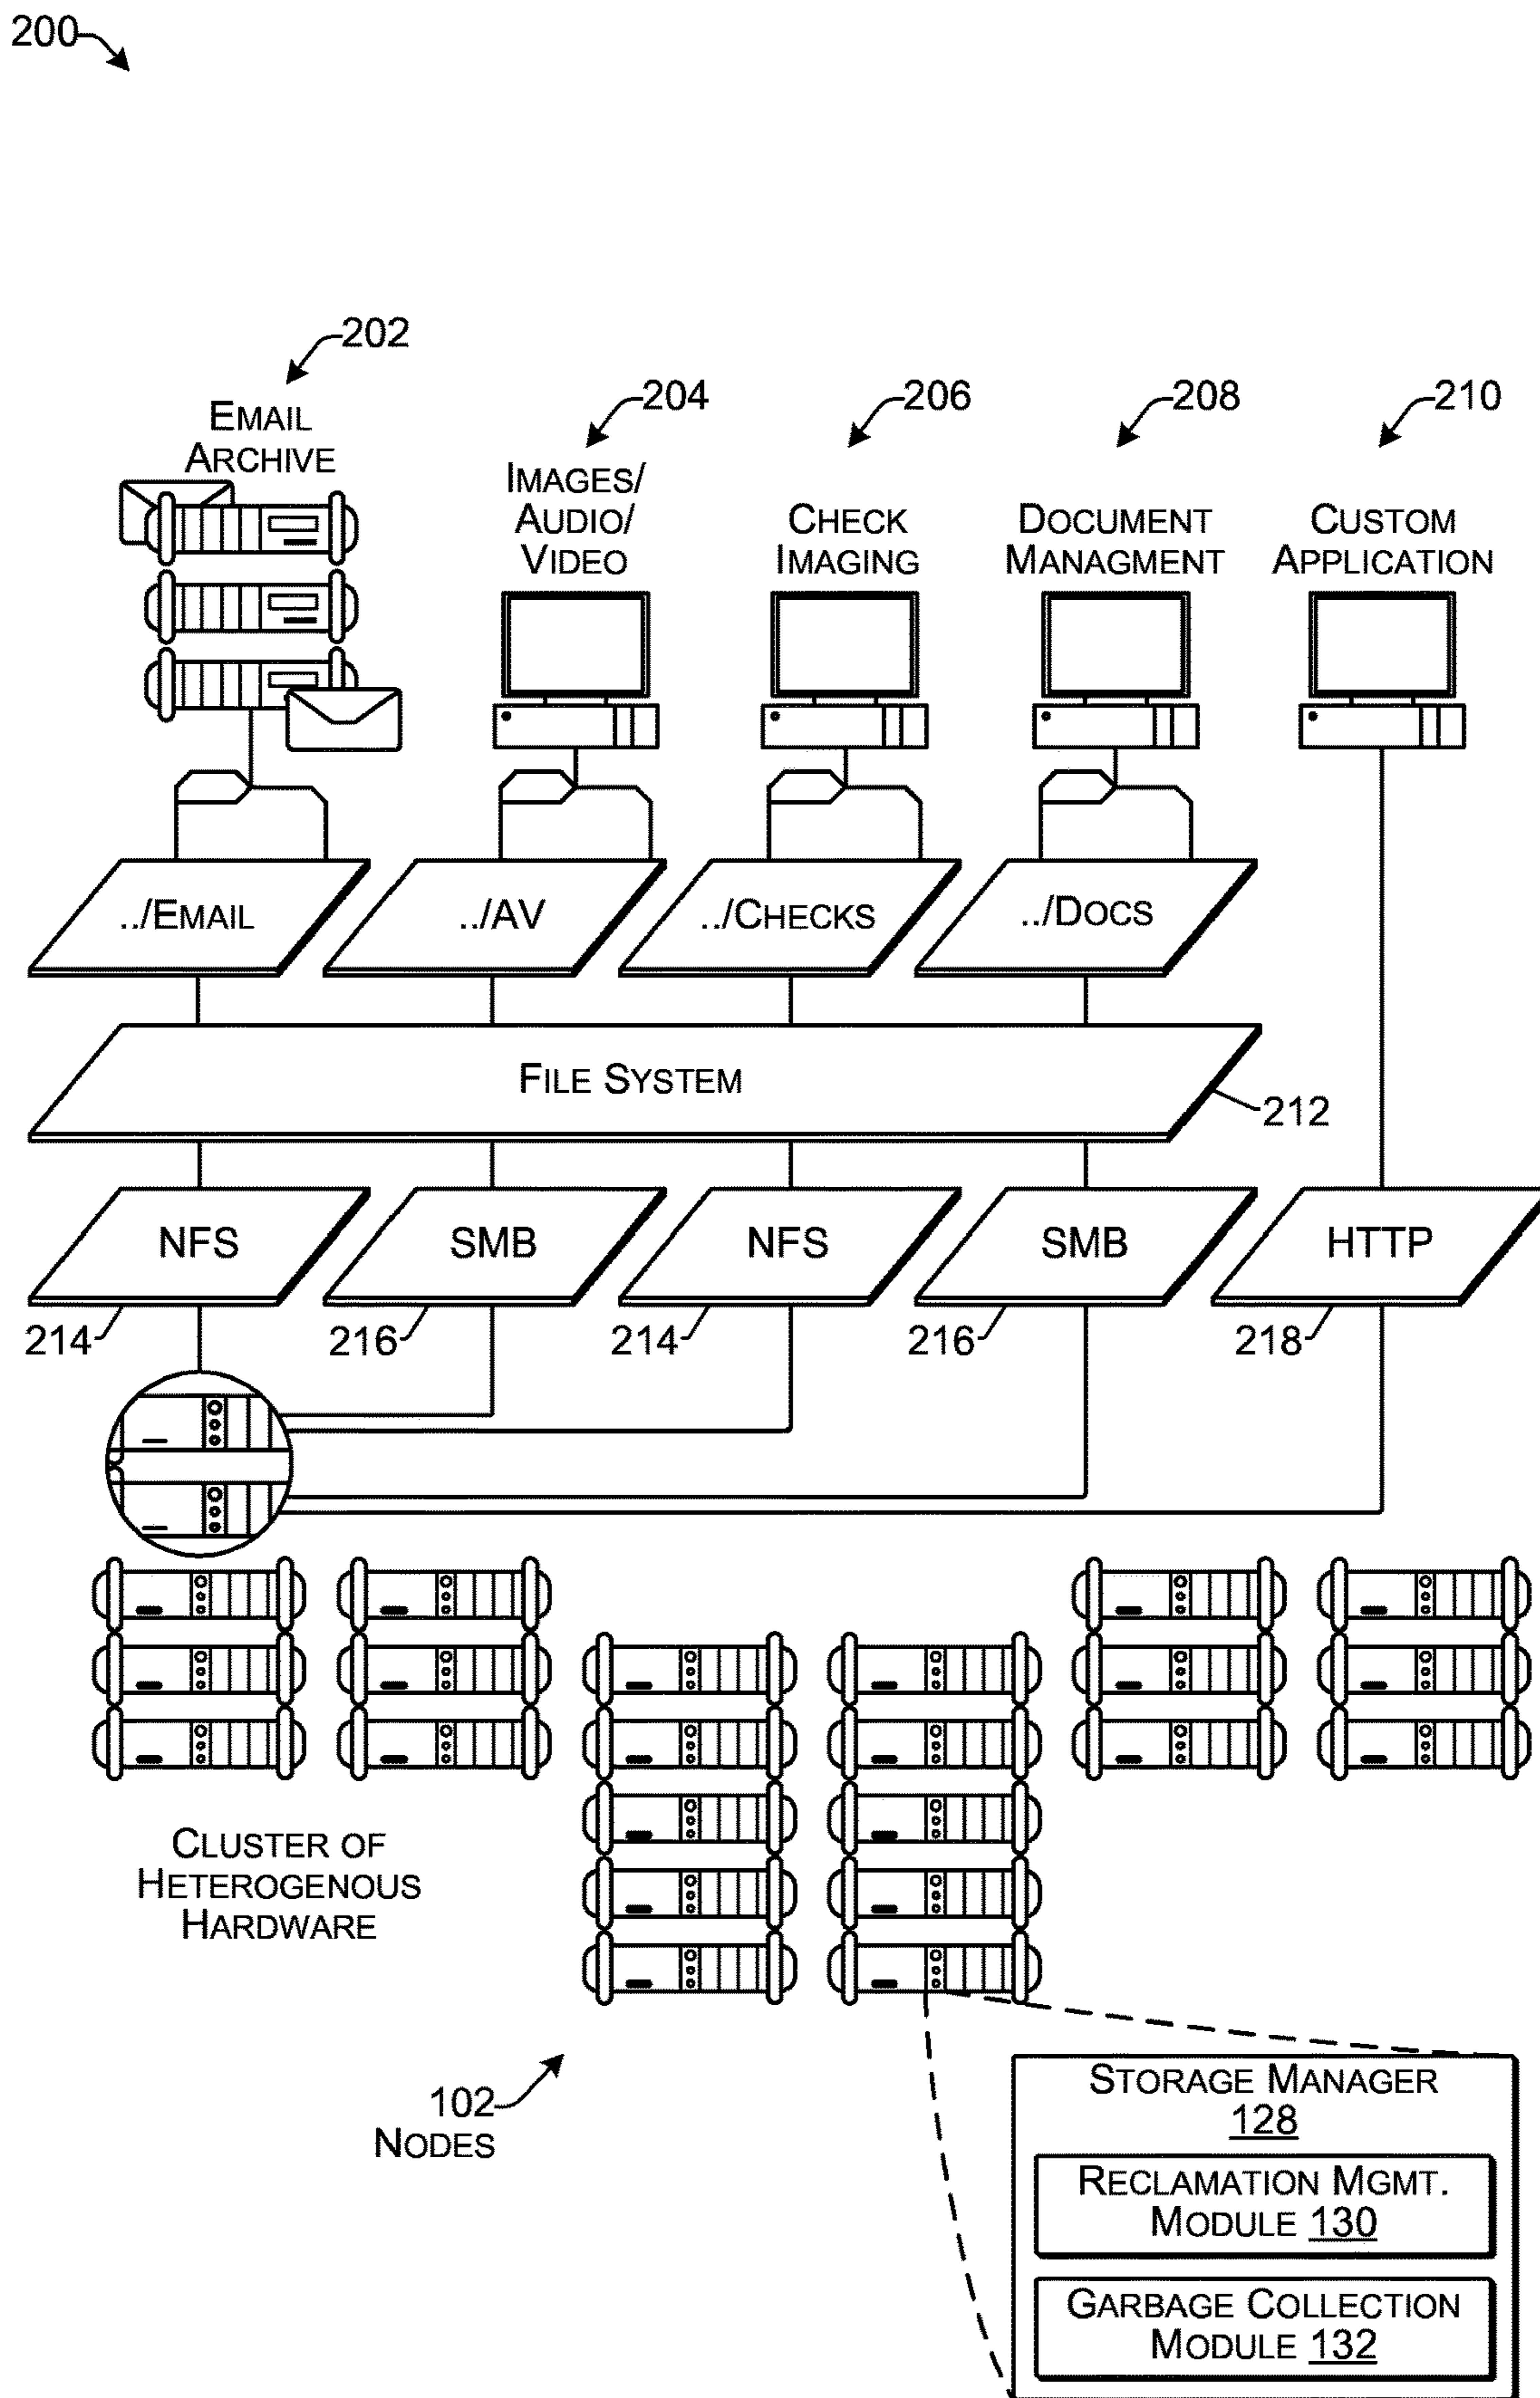 200
202
EMAIL
ARCHIVE
204
IMAGES/
AUDIO/
VIDEO
206
CHECK
IMAGING
208
DOCUMENT
MANAGMENT
210
CUSTOM
APPLICATION
../EMAIL
../AV
../CHECKS
../DOCS
FILE SYSTEM
212
NFS
SMB
NFS
SMB
HTTP
214
216
214
216
218
CLUSTER OF
HETEROGENOUS
HARDWARE
102
NODES
STORAGE MANAGER
128
RECLAMATION MGMT.
MODULE 130
GARBAGE COLLECTION
MODULE 132